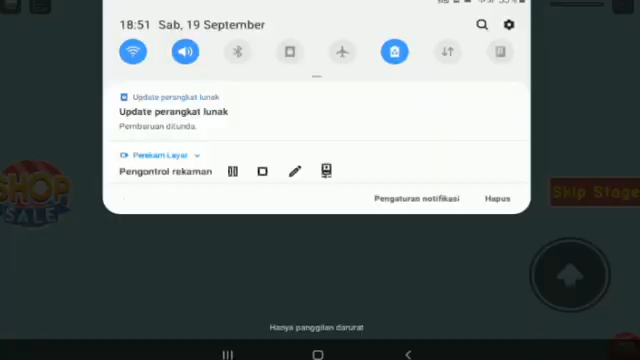 18:51 Sab, 19 September
Update perangkat lunak
Update perangkat lunak
Pembaruan ditunda.
Perekam Layar
Pengontrol rekaman
Pengaturan notifikasi
Hapus
SHOP
SALE
Skip Stage
Hanya panggilan darurat